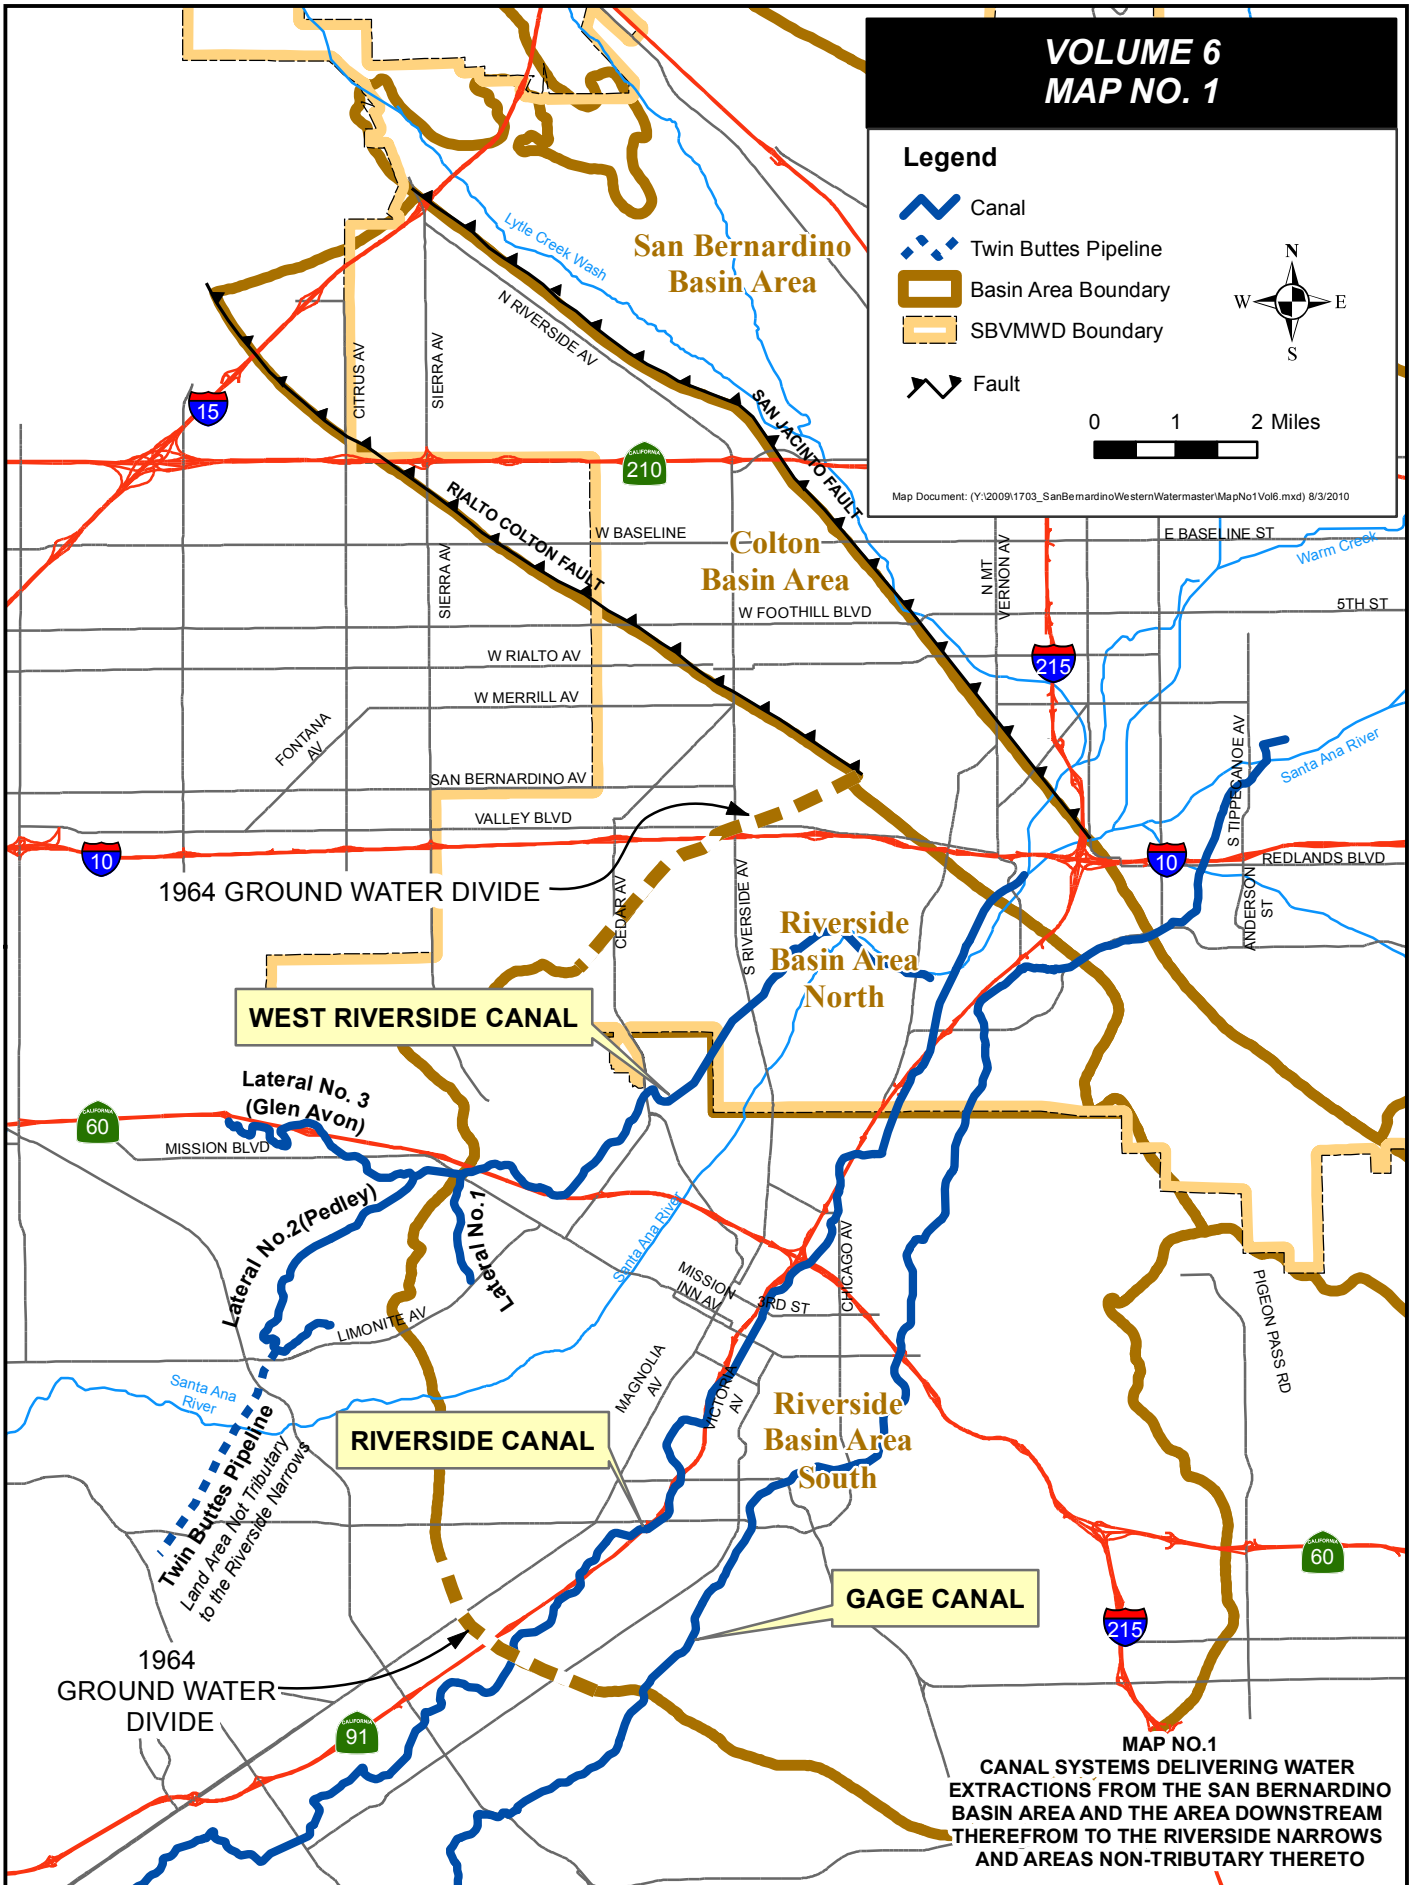 VOLUME 6
MAP NO. 1
Legend
Canal
Twin Buttes Pipeline
Basin Area Boundary
SBVMWD Boundary
Fault
N
W E
S
0 1 2 Miles
Map Document: (Y:\2009\1703_SanBernardinoWesternWatermaster\MapNo1Vol6.mxd) 8/3/2010
Lytle Creek Wash
San Bernardino
Basin Area
N RIVERSIDE AV
CITRUS AV
SIERRA AV
15
SAN JACINTO FAULT
CALIFORNIA
210
RIALTO COLTON FAULT
W BASELINE
Colton
Basin Area
E BASELINE ST
Warm Creek
N MT
VERNON AV
SIERRA AV
W FOOTHILL BLVD
5TH ST
W RIALTO AV
215
W MERRILL AV
FONTANA
AV
S TIPPECANOE AV
Santa Ana River
SAN BERNARDINO AV
VALLEY BLVD
10
10
REDLANDS BLVD
1964 GROUND WATER DIVIDE
CEDAR AV
S RIVERSIDE AV
ANDERSON
ST
Riverside
Basin Area
North
WEST RIVERSIDE CANAL
Lateral No. 3
(Glen Avon)
CALIFORNIA
60
MISSION BLVD
Lateral No.2(Pedley)
Lateral No.1
Santa Ana River
CHICAGO AV
MISSION
INN AV
3RD ST
PIGEON PASS RD
LIMONITE AV
MAGNOLIA
AV
VICTORIA
AV
Santa Ana
River
Riverside
Basin Area
South
RIVERSIDE CANAL
Twin Buttes Pipeline
Land Area Not Tributary
to the Riverside Narrows
CALIFORNIA
60
GAGE CANAL
215
1964
GROUND WATER
DIVIDE
CALIFORNIA
91
MAP NO.1
CANAL SYSTEMS DELIVERING WATER
EXTRACTIONS FROM THE SAN BERNARDINO
BASIN AREA AND THE AREA DOWNSTREAM
THEREFROM TO THE RIVERSIDE NARROWS
AND AREAS NON-TRIBUTARY THERETO